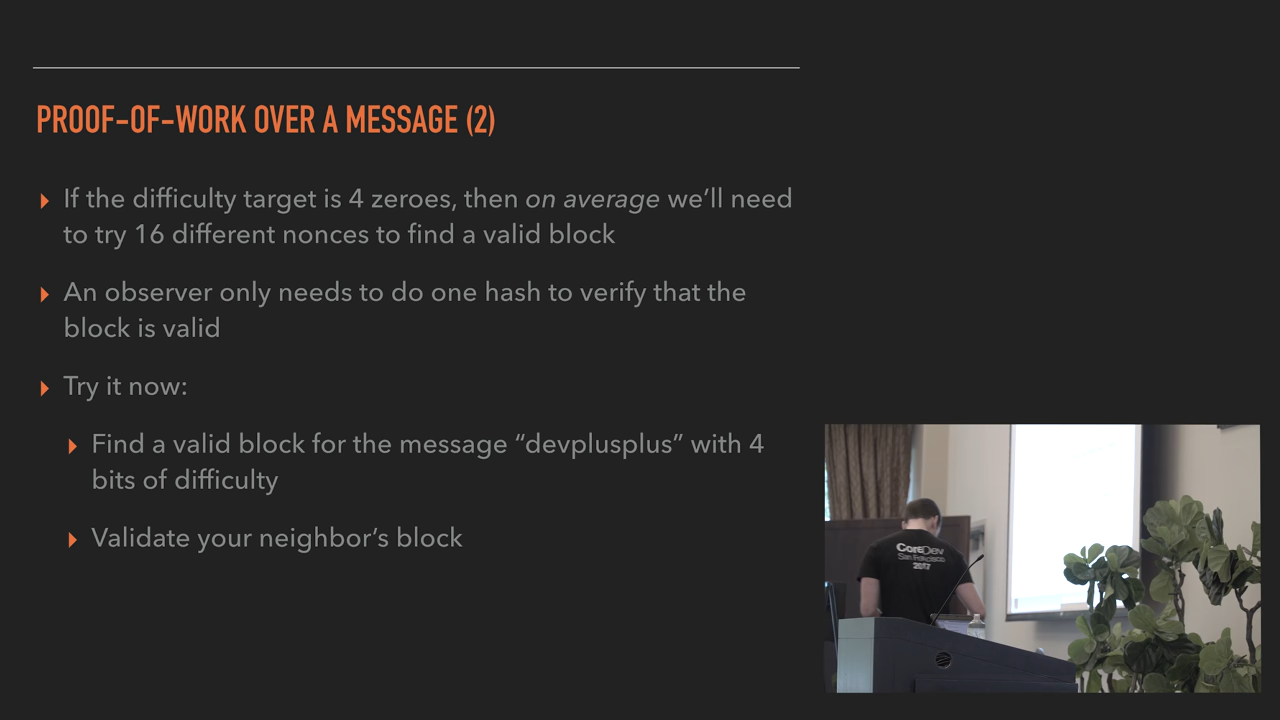 PROOF-OF-WORK OVER A MESSAGE (2)
▸ If the difficulty target is 4 zeroes, then on average we’ll need
to try 16 different nonces to find a valid block
▸ An observer only needs to do one hash to verify that the
block is valid
▸ Try it now:
▸ Find a valid block for the message “devplusplus” with 4
bits of difficulty
▸ Validate your neighbor’s block
CoreDev
San Francisco
2017